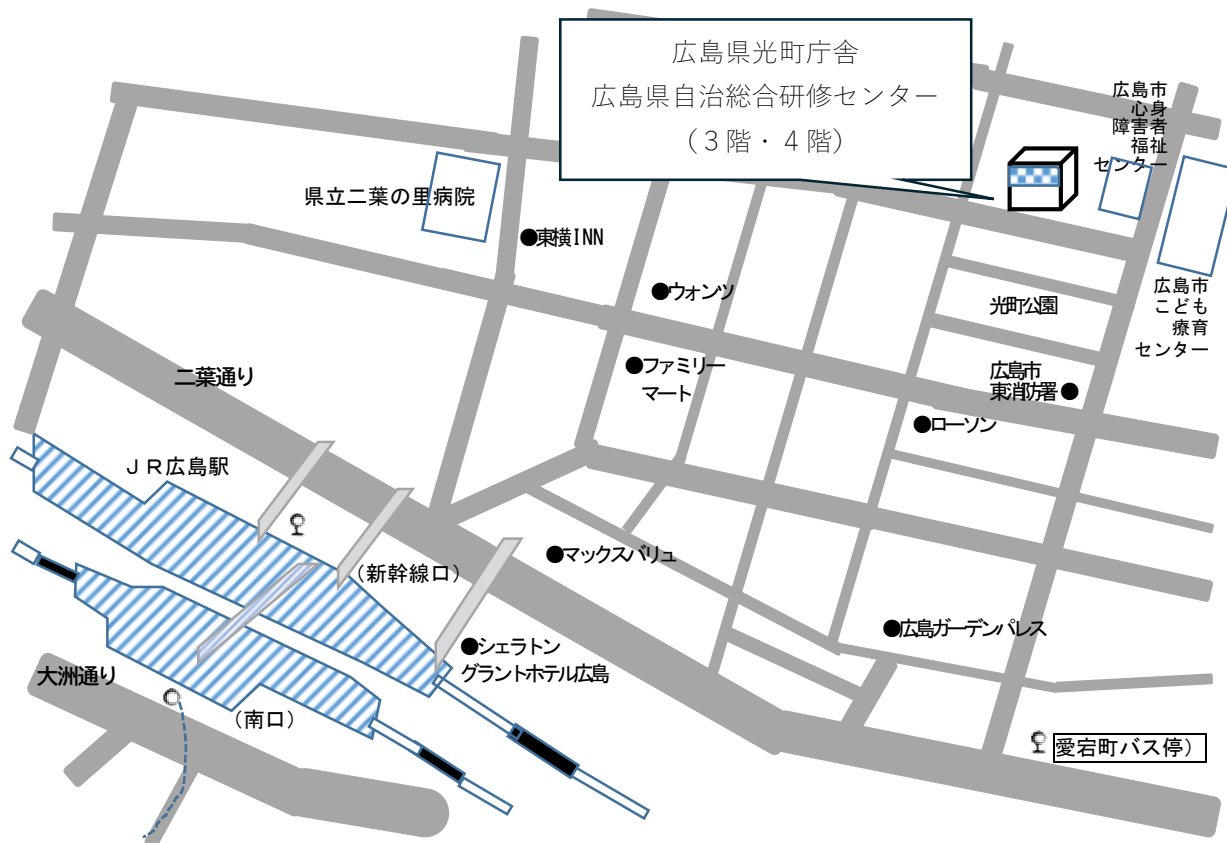 広島県光町庁舎
広島県自治総合研修センター
(3階・4階)
広島市
心身
障害者
福祉
センター
県立二葉の里病院
●東横INN
●ウォンツ
光町公園
広島市
こども
療育
センター
二葉通り
●ファミリー
マート
広島市
東消防署●
●ローソン
JR広島駅
(新幹線口)
●マックスバリュ
●広島ガーデンパレス
●シェラトン
グラントホテル広島
大洲通り
(南口)
愛宕町バス停)